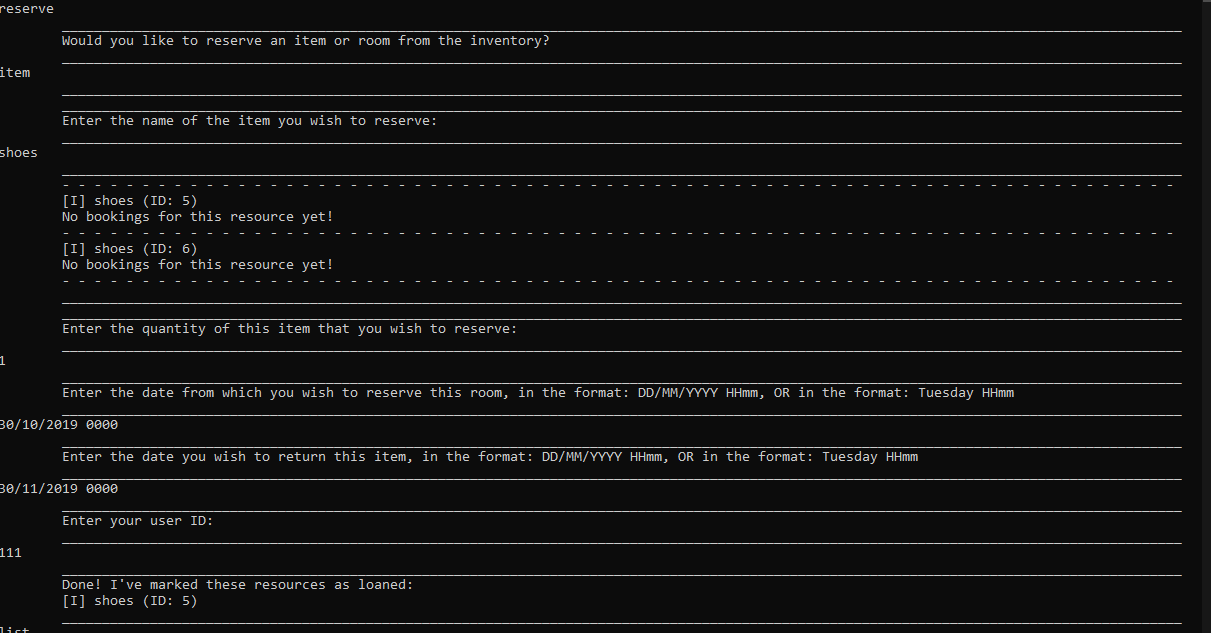 reserve
Would you like to reserve an item or room from the inventory?
item
Enter the name of the item you wish to reserve:
shoes
[I] shoes (ID: 5)
No bookings for this resource yet!
[I] shoes (ID: 6)
No bookings for this resource yet!
Enter the quantity of this item that you wish to reserve:
1
Enter the date from which you wish to reserve this room, in the format: DD/MM/YYYY HHmm, OR in the format: Tuesday HHmm
30/10/2019 0000
Enter the date you wish to return this item, in the format: DD/MM/YYYY HHmm, OR in the format: Tuesday HHmm
30/11/2019 0000
Enter your user ID:
111
Done! I've marked these resources as loaned:
[I] shoes (ID: 5)
list